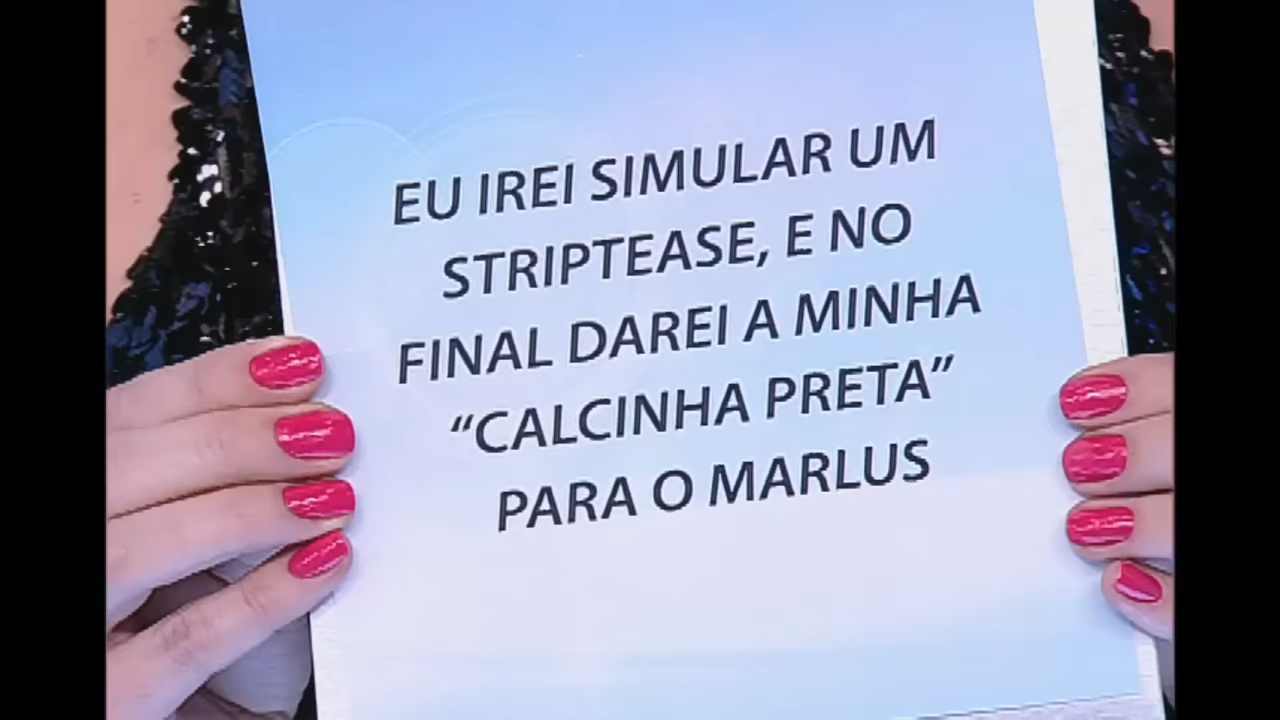 EU IREI SIMULAR UM
STRIPTEASE, E NO
FINAL DAREI A MINHA
“CALCINHA PRETA”
PARA O MARLUS